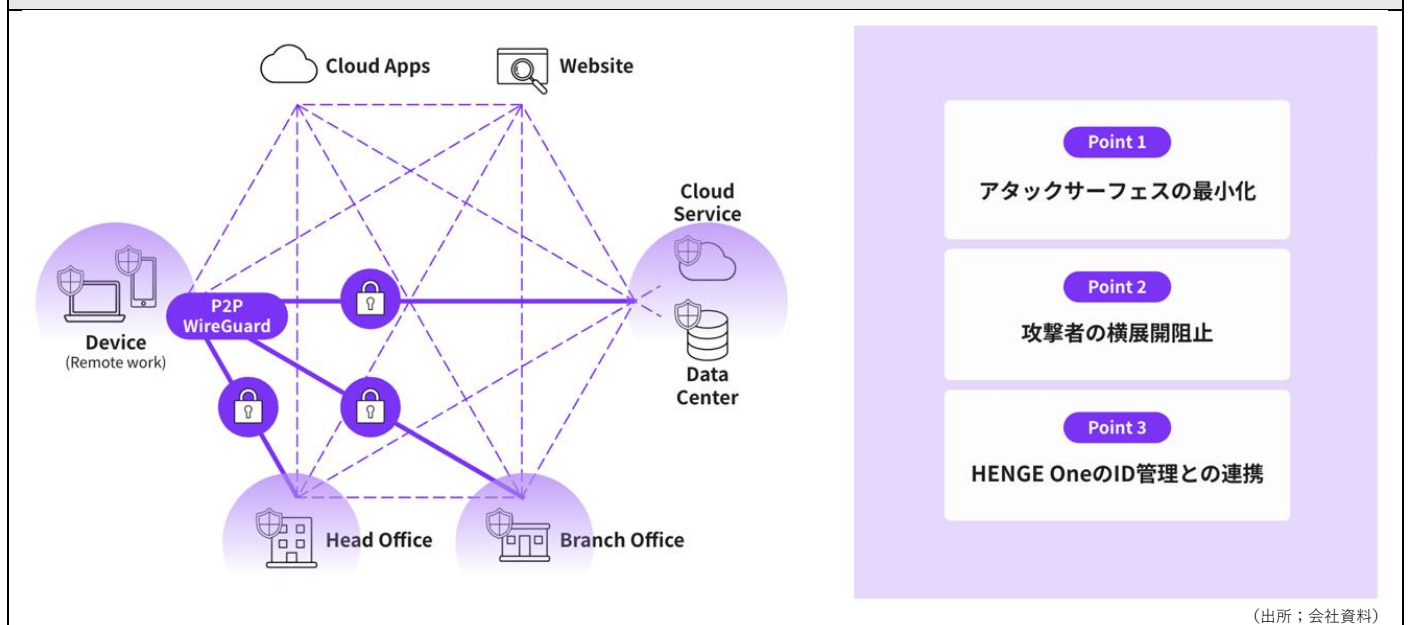 Cloud Apps
Website
Cloud
Service
P2P
WireGuard
Device
(Remote work)
Data
Center
Head Office
Branch Office
Point 1
アタックサーフェスの最小化
Point 2
攻撃者の横展開阻止
Point 3
HENGE OneのID管理との連携
(出所；会社資料)